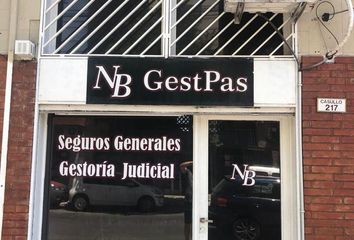 NB GestPas
CASULLO
217
Seguros Generales
Gestoría Judicial
NB